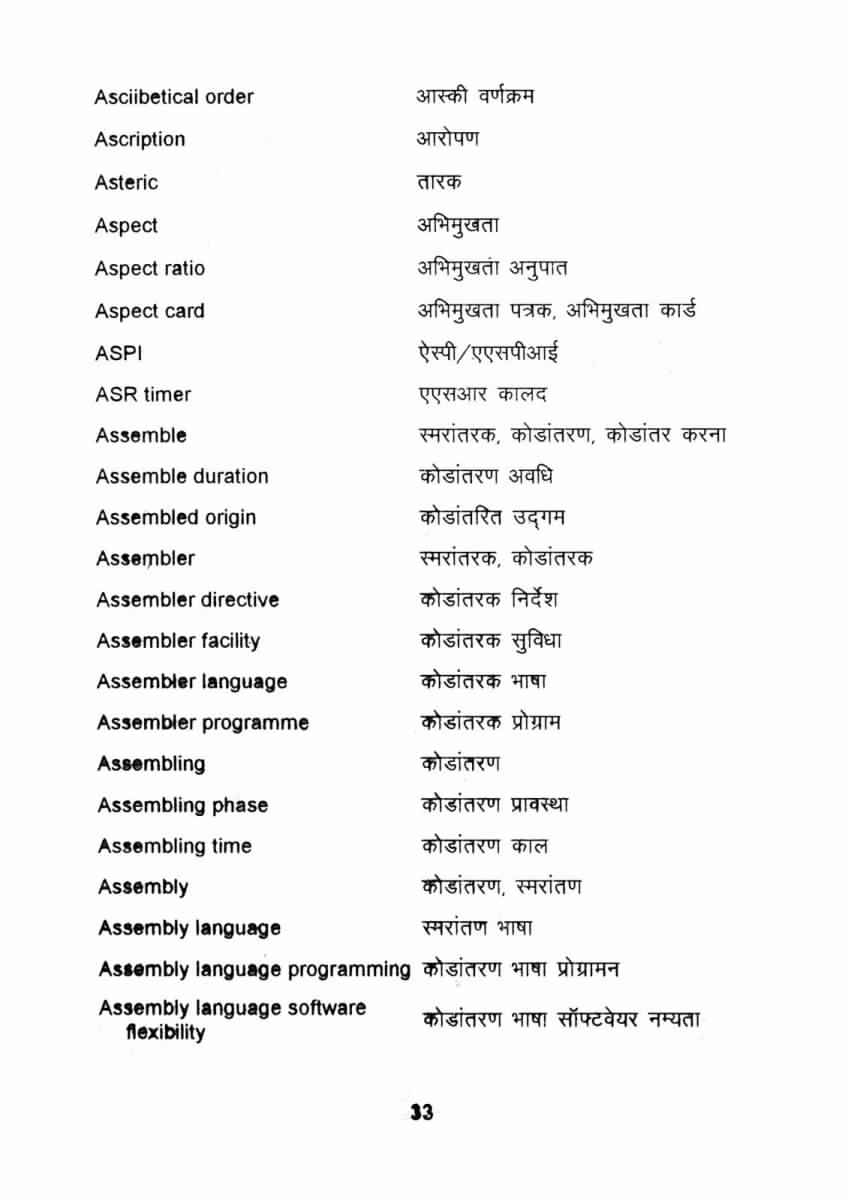 Asciibetical order आस्की वर्णक्रम
Ascription आरोपण
Asteric तारक
Aspect अभिमुखता
Aspect ratio अभिमुखता अनुपात
Aspect card अभिमुखता पत्रक, अभिमुखता कार्ड
ASPI ऐस्पी/एएसपीआई
ASR timer एएसआर कालद
Assemble स्मरांतरक, कोडांतरण, कोडांतर करना
Assemble duration कोडांतरण अवधि
Assembled origin कोडांतरित उद्‌गम
Assembler स्मरांतरक, कोडांतरक
Assembler directive कोडांतरक निर्देश
Assembler facility कोडांतरक सुविधा
Assembler language कोडांतरक भाषा
Assembler programme कोडांतरक प्रोग्राम
Assembling कोडांतरण
Assembling phase कोडांतरण प्रावस्था
Assembling time कोडांतरण काल
Assembly कोडांतरण, स्मरांतण
Assembly language स्मरांतण भाषा
Assembly language programming कोडांतरण भाषा प्रोग्रामन
Assembly language software
flexibility कोडांतरण भाषा सॉफ्टवेयर नम्यता
33